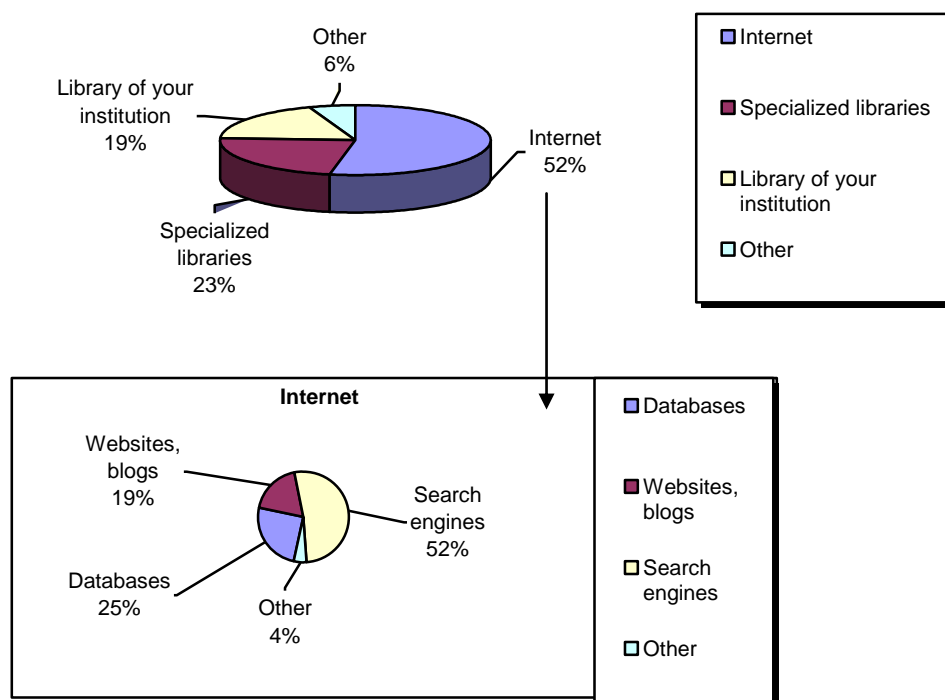 Other
6%
Library of your
institution
19%
Internet
52%
Specialized
libraries
23%
Internet
Specialized libraries
Library of your
institution
Other
Internet
Websites,
blogs
19%
Search
engines
52%
Databases
25%
Other
4%
Databases
Websites,
blogs
Search
engines
Other